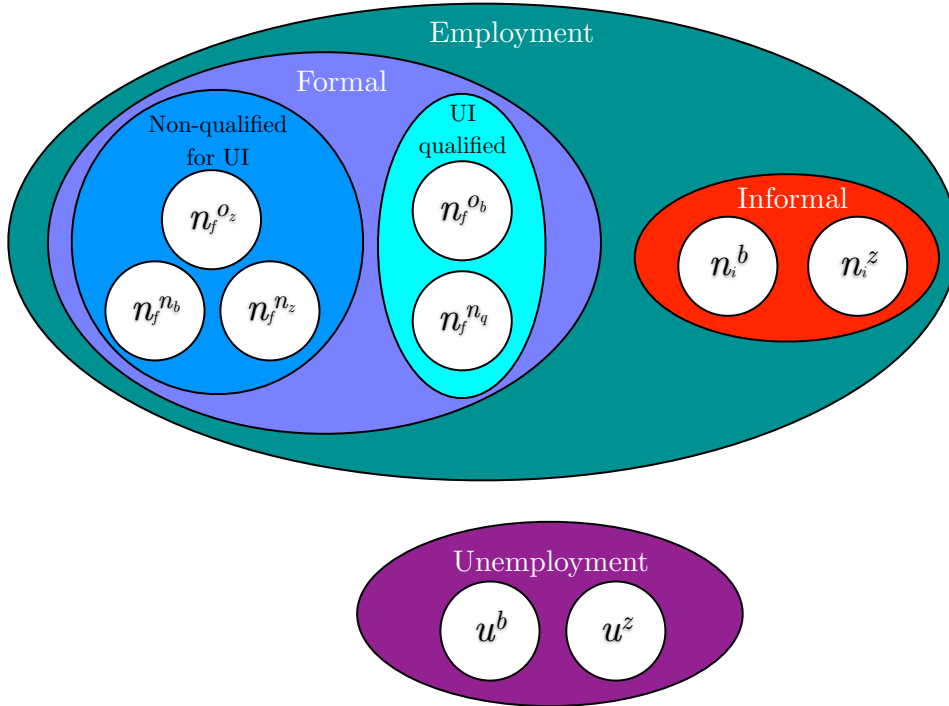 Employment
Formal
Non-qualified
for UI
UI
qualified
n_f^{o_z}
n_f^{o_b}
n_f^{n_b}
n_f^{n_z}
n_f^{n_q}
Informal
n_i^b
n_i^z
Unemployment
u^b
u^z